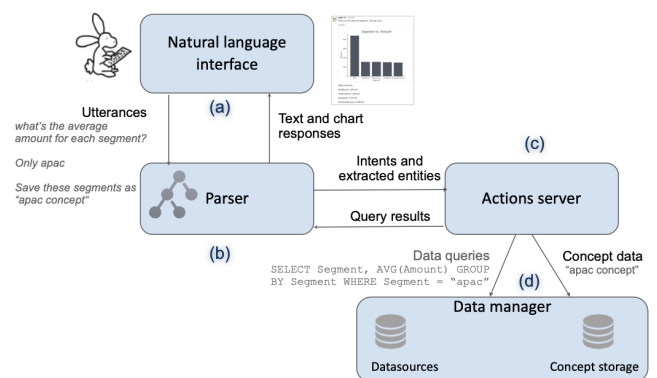 Natural language
interface
Segment vs. Amount
(a)
Utterances
what's the average
amount for each segment?
Only apac
Save these segments as
“apac concept“
Text and chart
responses
(c)
Parser
Intents and
extracted entities
Actions server
Query results
(b)
Data queries
SELECT Segment, AVG(Amount) GROUP
BY Segment WHERE Segment = “apac”
Concept data
“apac concept”
(d)
Data manager
Datasources
Concept storage